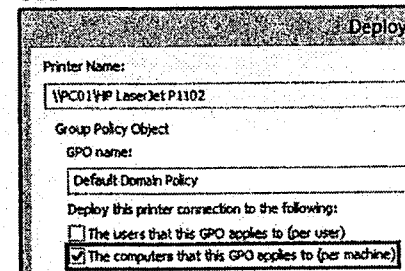 Deploy
Printer Name:
\\PC01\HP LaserJet P1102
Group Policy Object
GPO name:
Default Domain Policy
Deploy this printer connection to the following:
The users that this GPO applies to (per user)
The computers that this GPO applies to (per machine)